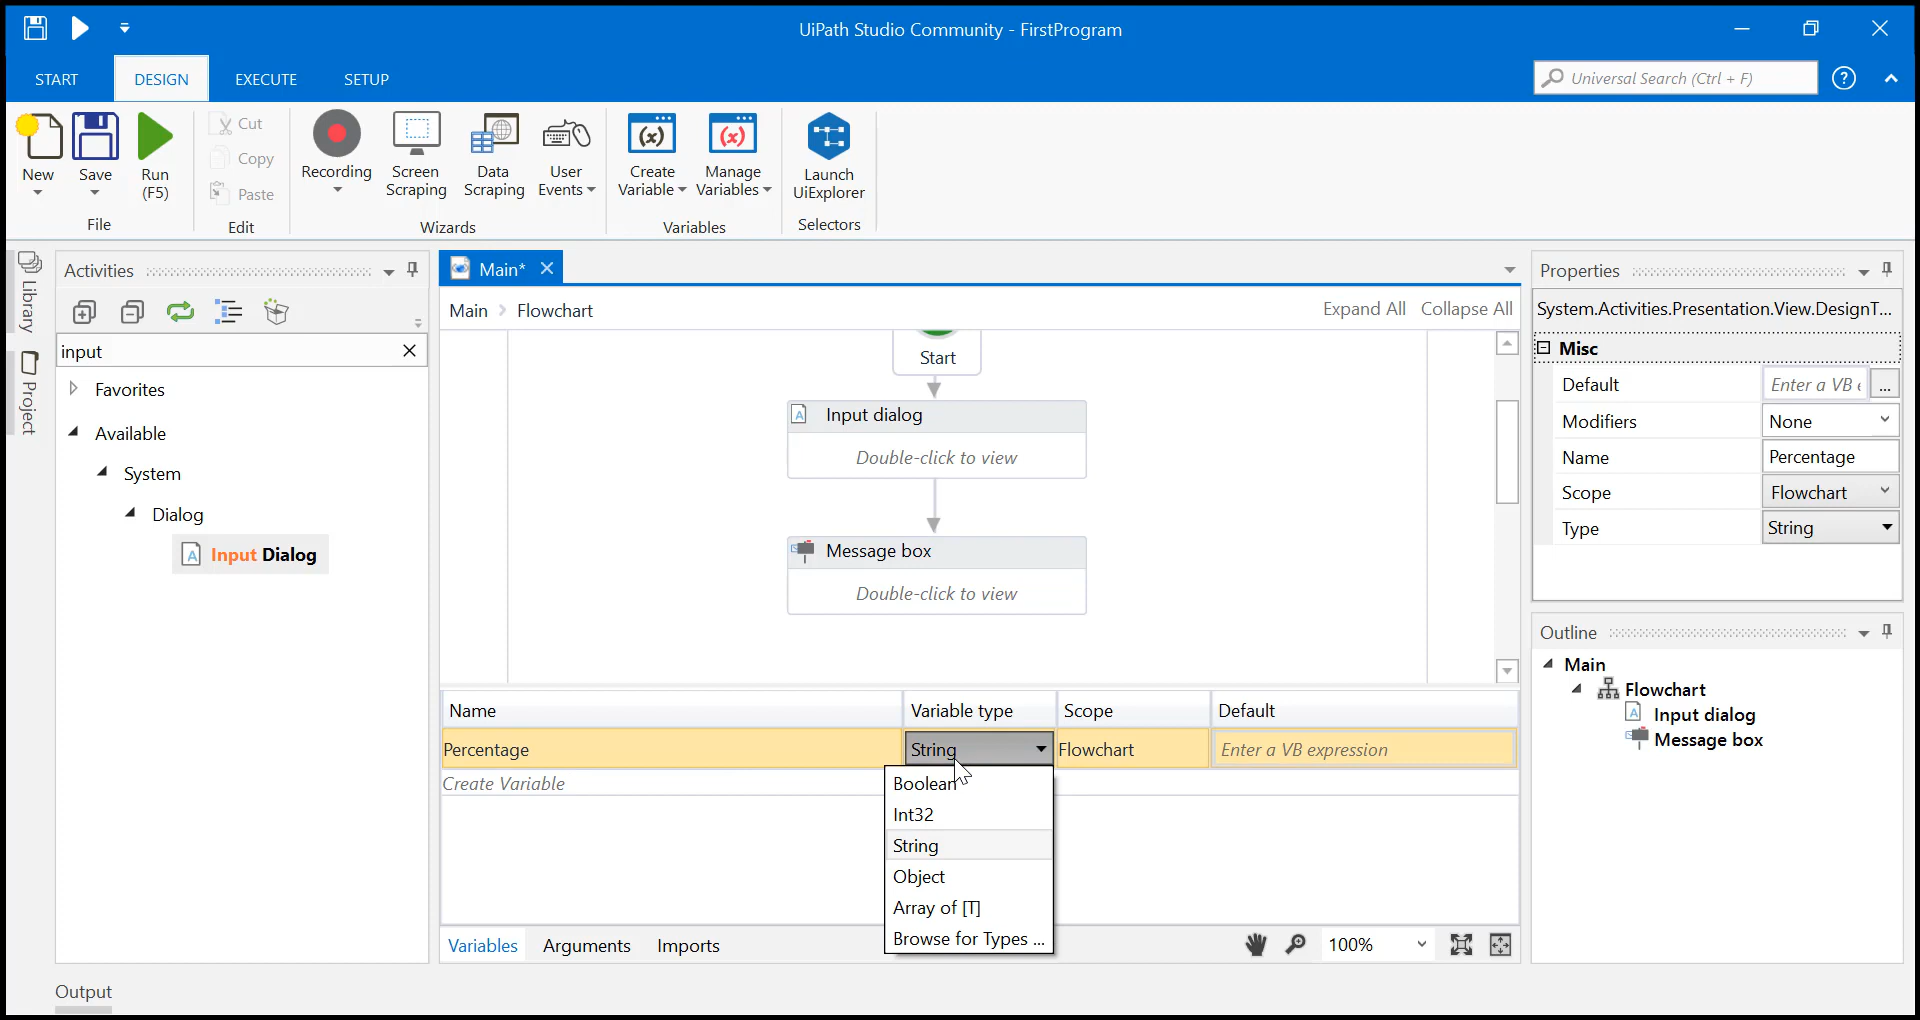 UiPath Studio Community - FirstProgram
START DESIGN EXECUTE SETUP
Universal Search (Ctrl + F)
New
Save
Run
(F5)
File
Cut
Copy
Paste
Edit
Recording
Screen
Scraping
Data
Scraping
User
Events
Wizards
Create
Variable
Manage
Variables
Variables
Launch
UiExplorer
Selectors
Library
Project
Activities
input
Favorites
Available
System
Dialog
Input Dialog
Main*
Main
Flowchart
Expand All Collapse All
Start
Input dialog
Double-click to view
Message box
Double-click to view
Name Variable type Scope Default
Percentage String Flowchart Enter a VB expression
Create Variable
Boolean
Int32
String
Object
Array of [T]
Browse for Types ...
Variables Arguments Imports
100%
Properties
System.Activities.Presentation.View.DesignT...
Misc
Default Enter a VB ...
Modifiers None
Name Percentage
Scope Flowchart
Type String
Outline
Main
Flowchart
Input dialog
Message box
Output